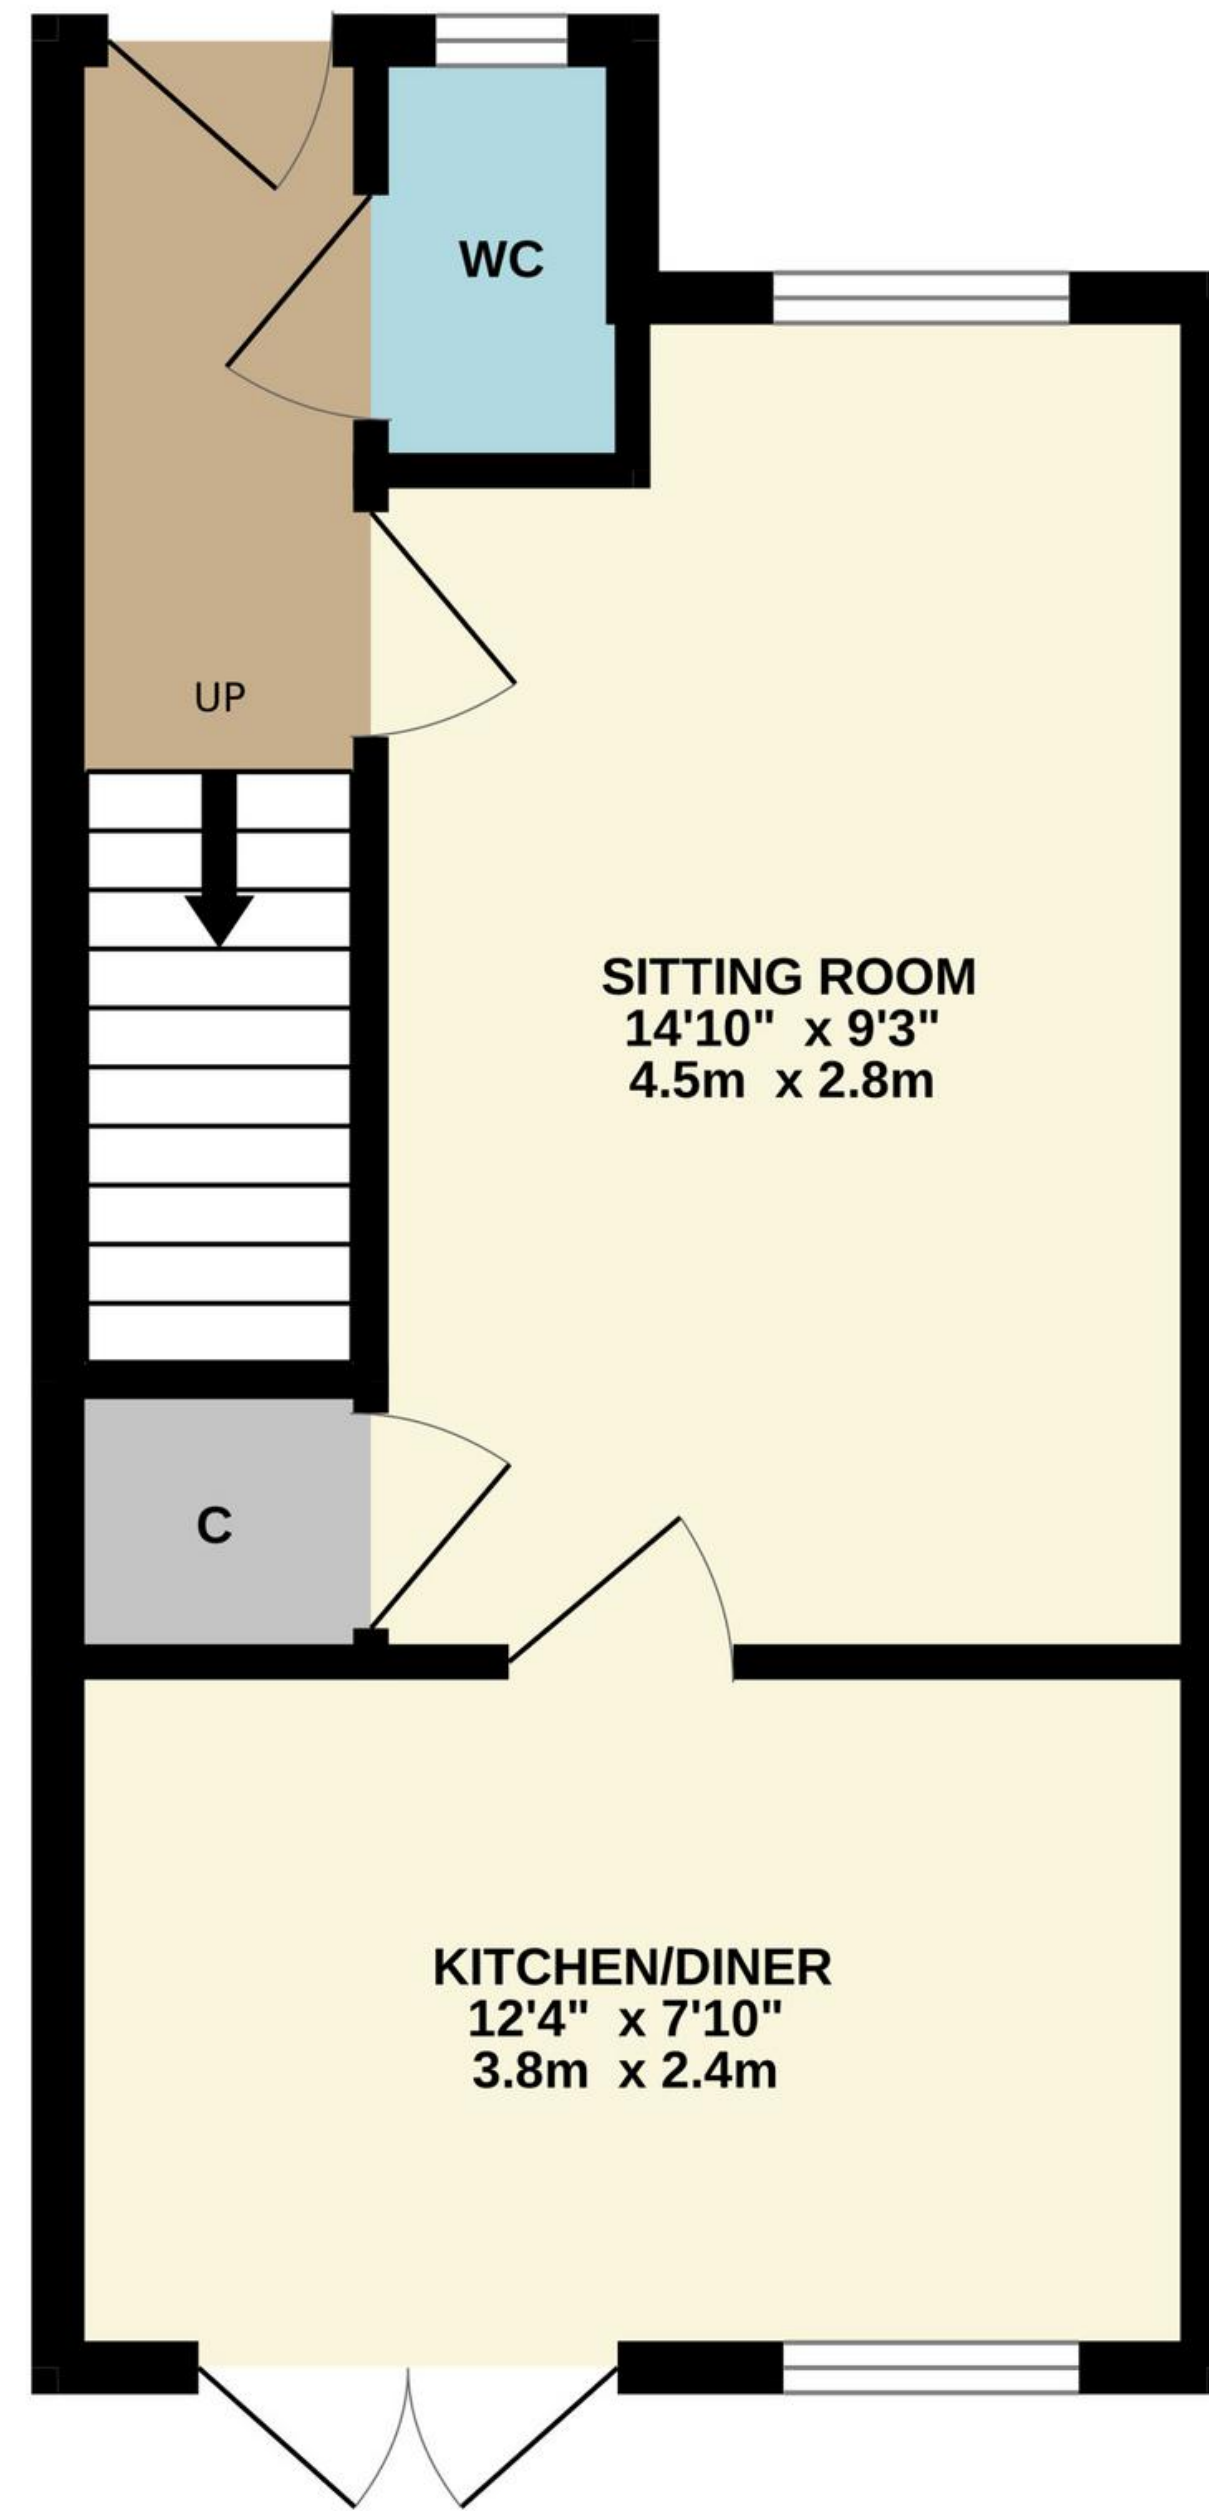 WC
UP
SITTING ROOM
14'10" x 9'3"
4.5m x 2.8m
C
KITCHEN/DINER
12'4" x 7'10"
3.8m x 2.4m